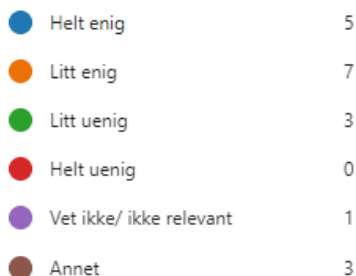 Helt enig 5
Litt enig 7
Litt uenig 3
Helt uenig 0
Vet ikke/ ikke relevant 1
Annet 3